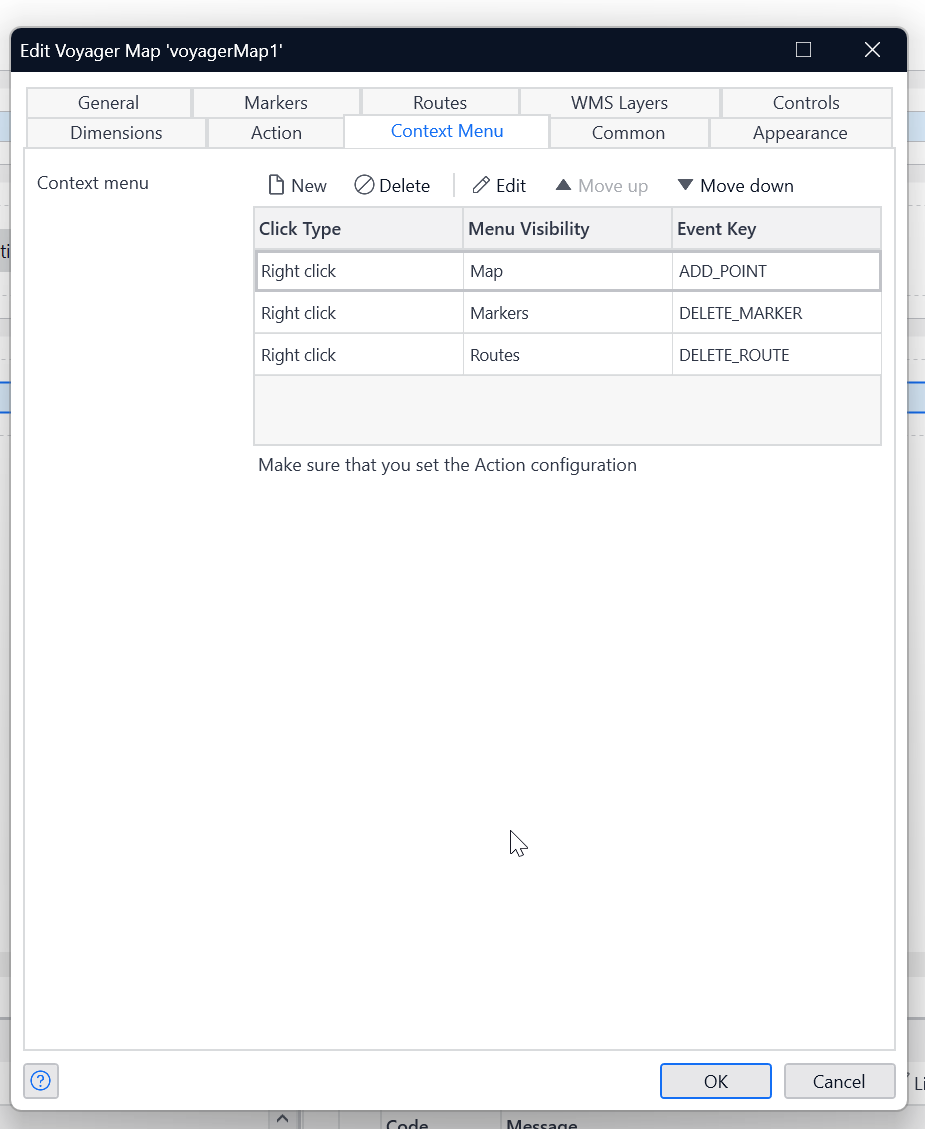 Edit Voyager Map 'voyagerMap1'
General Markers Routes WMS Layers Controls
Dimensions Action Context Menu Common Appearance
Context menu
New Delete Edit Move up Move down
Click Type Menu Visibility Event Key
Right click Map ADD_POINT
Right click Markers DELETE_MARKER
Right click Routes DELETE_ROUTE
Make sure that you set the Action configuration
ti
? OK Cancel
Li
Code Message